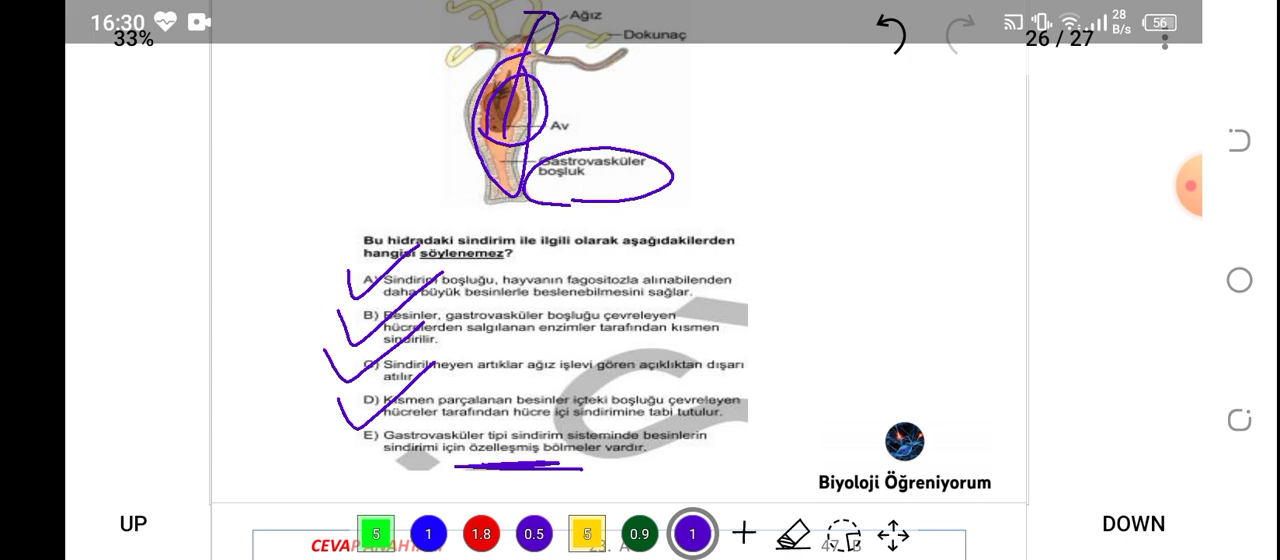 16:30
28
B/s
56
33%
26 / 27
Ağız
Dokunaç
Av
Gastrovasküler
boşluk
Bu hidradaki sindirim ile ilgili olarak aşağıdakilerden
hangisi söylenemez?
A) Sindirim boşluğu, hayvanın fagositozla alınabilenden
daha büyük besinlerle beslenebilmesini sağlar.
B) Besinler, gastrovasküler boşluğu çevreleyen
hücrelerden salgılanan enzimler tarafından kısmen
sindirilir.
C) Sindirilmeyen artıklar ağız işlevi gören açıklıktan dışarı
atılır.
D) Kısmen parçalanan besinler içteki boşluğu çevreleyen
hücreler tarafından hücre içi sindirimine tabi tutulur.
E) Gastrovasküler tipi sindirim sisteminde besinlerin
sindirimi için özelleşmiş bölmeler vardır.
Biyoloji Öğreniyorum
UP
5 1 1.8 0.5 5 0.9 1
DOWN